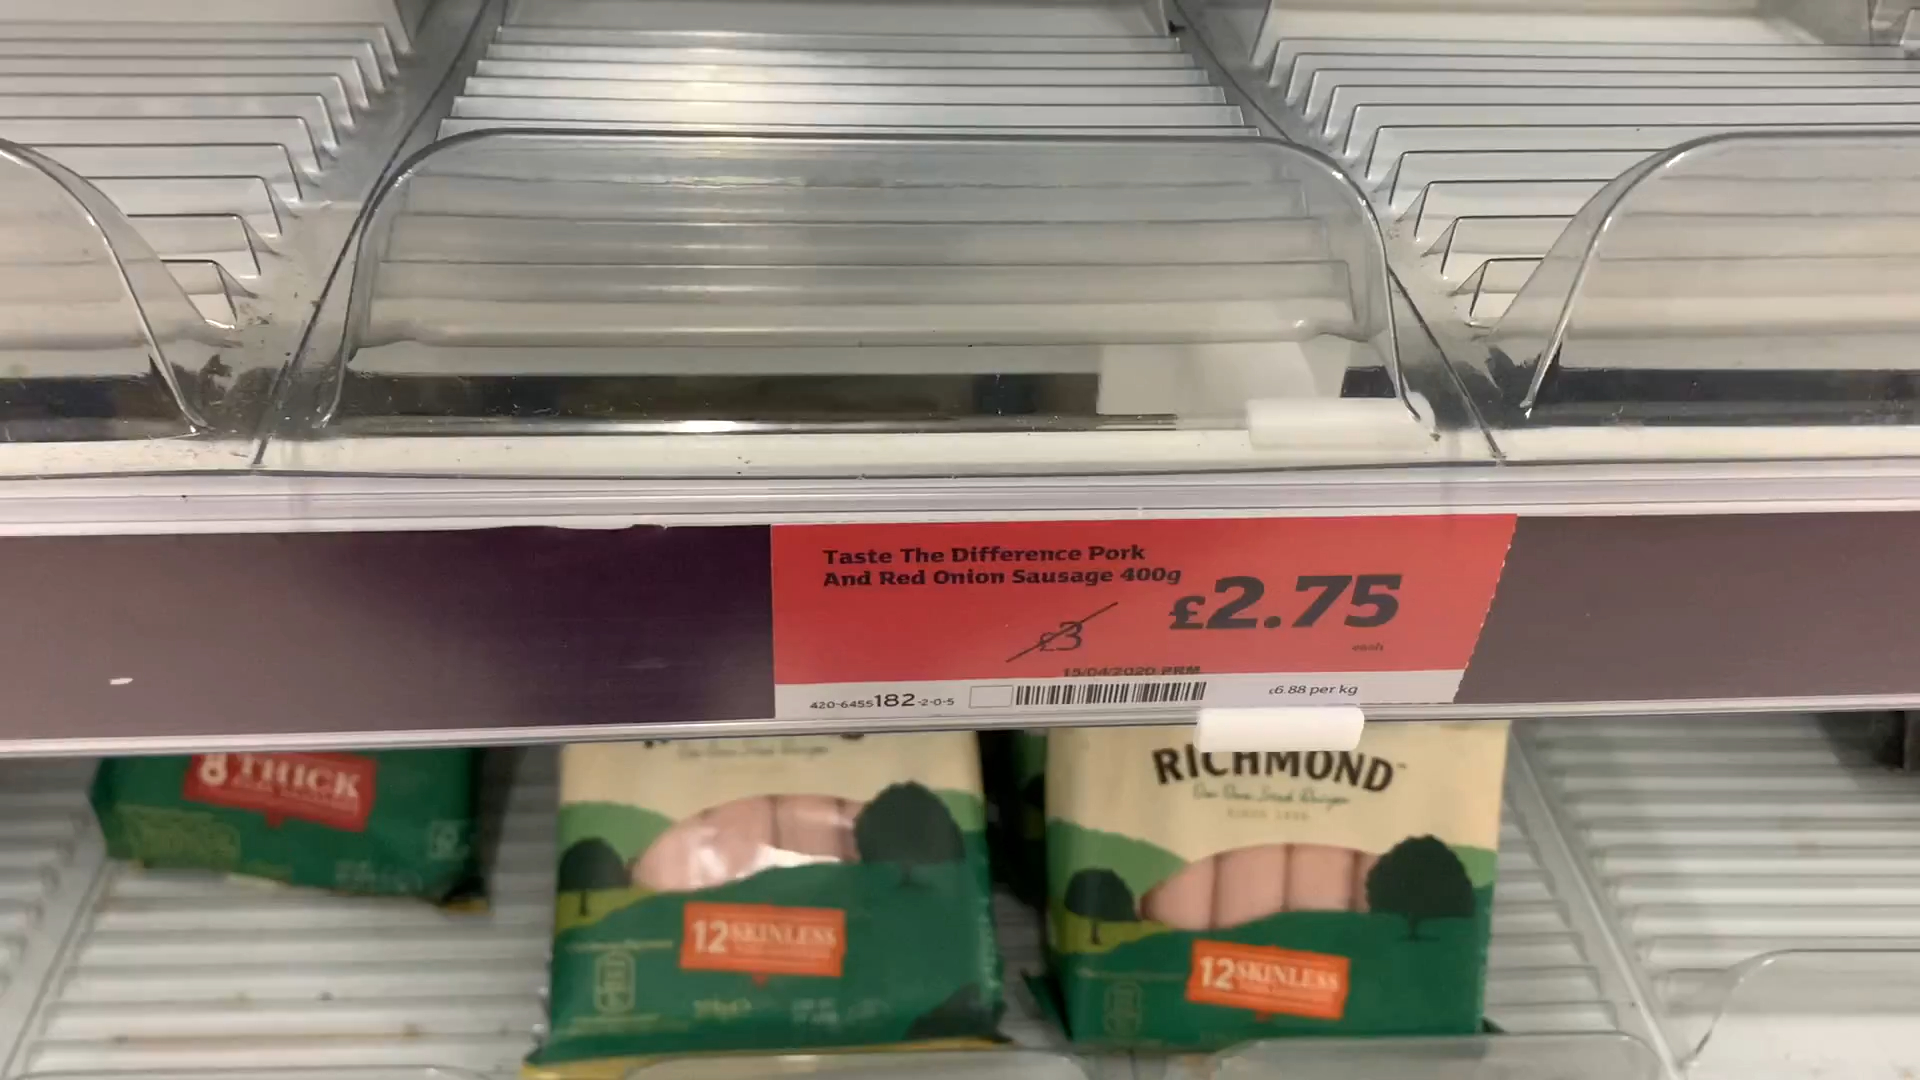 Taste The Difference Pork
And Red Onion Sausage 400g
£2.75
£3
each
15/04/2020 PRM
420-6455182-2-0-5
£6.88 per kg
8 THICK
RICHMOND
12 SKINLESS
12 SKINLESS